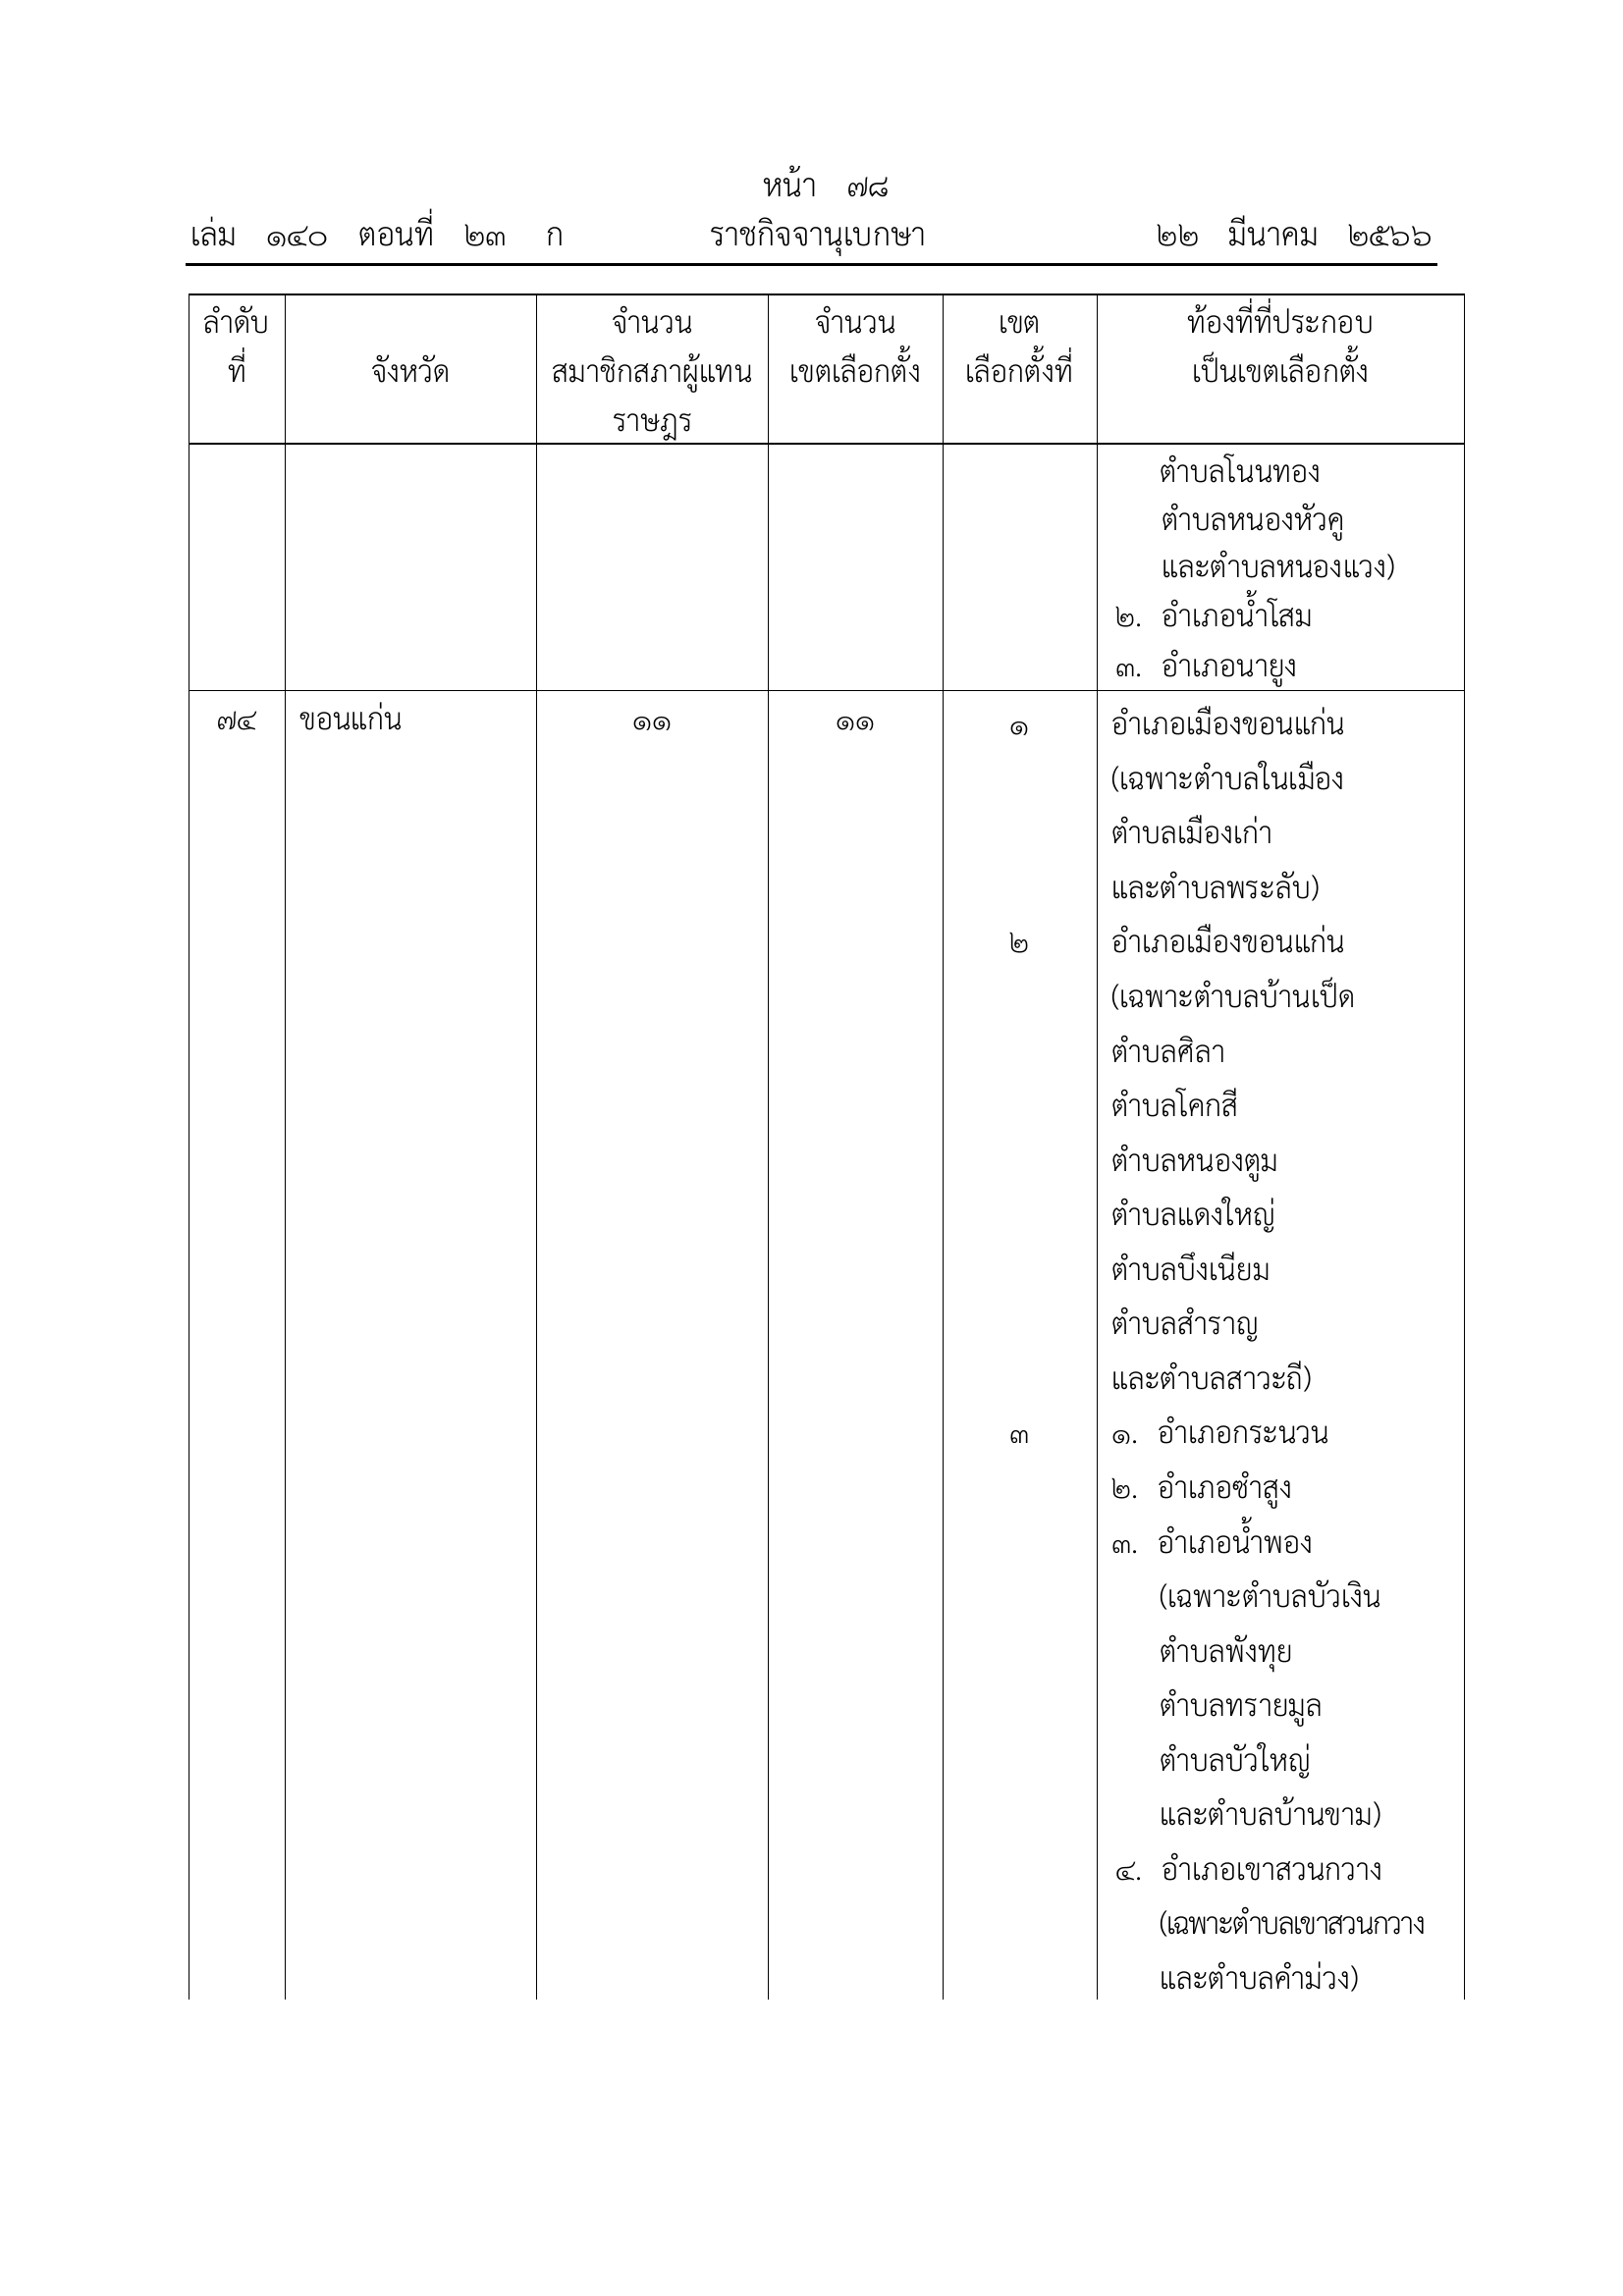 หน้า ๗๘
เล่ม ๑๔๐ ตอนที่ ๒๓ ก ราชกิจจานุเบกษา ๒๒ มีนาคม ๒๕๖๖
ลำดับ จำนวน จำนวน เขต ท้องที่ที่ประกอบ
ที่ จังหวัด สมาชิกสภาผู้แทน เขตเลือกตั้ง เลือกตั้งที่ เป็นเขตเลือกตั้ง
ราษฎร
ตำบลโนนทอง
ตำบลหนองหัวคู
และตำบลหนองแวง)
๒. อำเภอน้ำโสม
๓. อำเภอนายูง
๗๔ ขอนแก่น ๑๑ ๑๑ ๑ อำเภอเมืองขอนแก่น
(เฉพาะตำบลในเมือง
ตำบลเมืองเก่า
และตำบลพระลับ)
๒ อำเภอเมืองขอนแก่น
(เฉพาะตำบลบ้านเป็ด
ตำบลศิลา
ตำบลโคกสี
ตำบลหนองตูม
ตำบลแดงใหญ่
ตำบลบึงเนียม
ตำบลสำราญ
และตำบลสาวะถี)
๓ ๑. อำเภอกระนวน
๒. อำเภอซำสูง
๓. อำเภอน้ำพอง
(เฉพาะตำบลบัวเงิน
ตำบลพังทุย
ตำบลทรายมูล
ตำบลบัวใหญ่
และตำบลบ้านขาม)
๔. อำเภอเขาสวนกวาง
(เฉพาะตำบลเขาสวนกวาง
และตำบลคำม่วง)